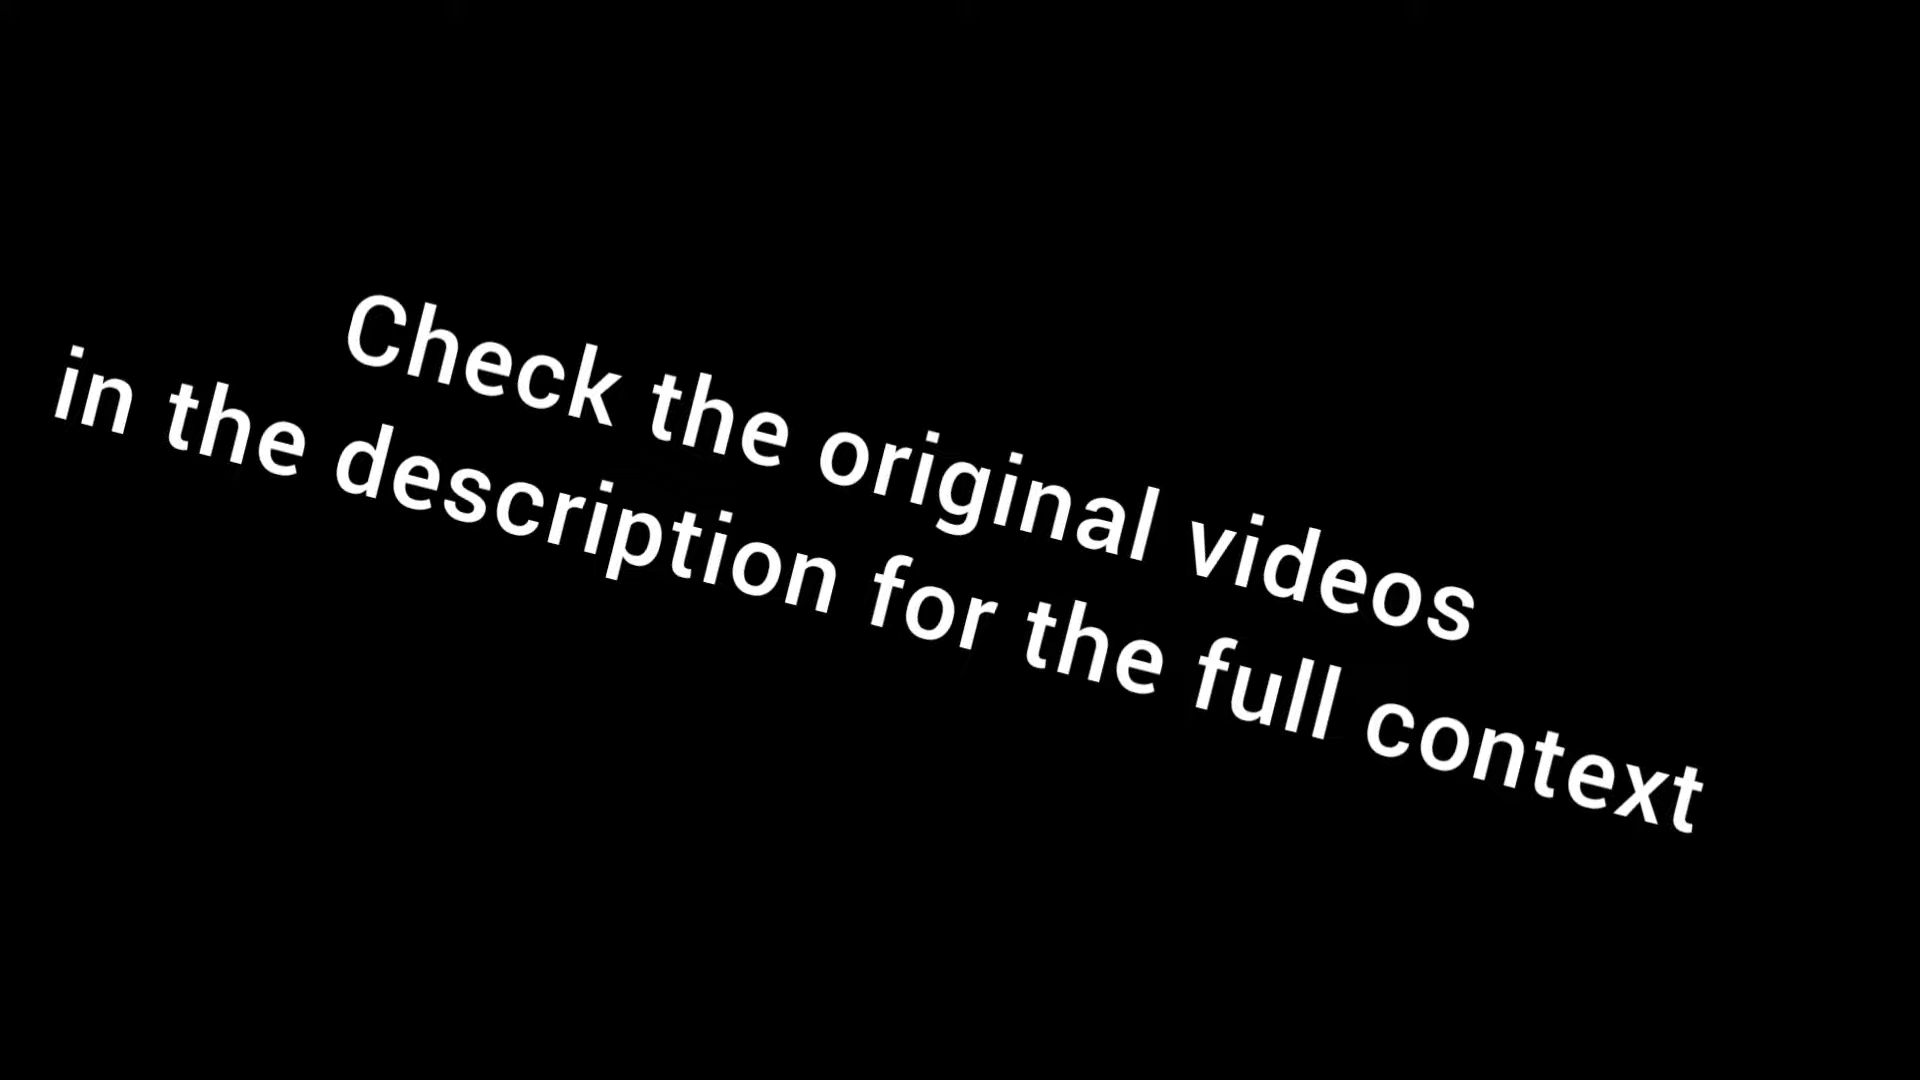 Check the original videos
in the description for the full context